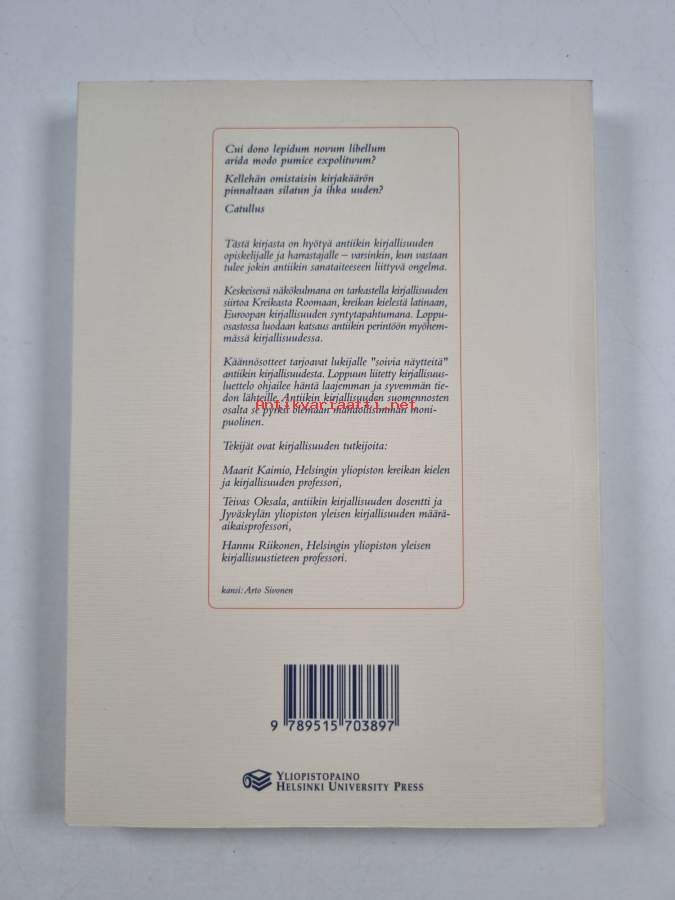 Cui dono lepidum novum libellum
arida modo pumice expolitwum?
Kellehän omistaisin kirjakäärön
pinnaltaan silatun ja ihka uuden?
Catullus
Tästä kirjasta on hyötyä antiikin kirjallisuuden
opiskelijalle ja harrastajalle – varsinkin, kun vastaan
tulee jokin antiikin sanataiteeseen liittyvä ongelma.
Keskeisenä näkökulmana on tarkastella kirjallisuuden
siirtoa Kreikasta Roomaan, kreikan kielestä latinaan,
Euroopan kirjallisuuden syntytapahtumana. Loppu-
osastossa luodaan katsaus antiikin perintöön myöhem-
mässä kirjallisuudessa.
Käännösotteet tarjoavat lukijalle "soivia näytteitä"
antiikin kirjallisuudesta. Loppuun liitetty kirjallisuus-
luettelo ohjailee häntä laajemman ja syvemmän tie-
don lähteille. Antiikin kirjallisuuden suomennosten
Antikvariaatti.net
osalta se pyrkii olemaan mahdollisimman moni-
puolinen.
Tekijät ovat kirjallisuuden tutkijoita:
Maarit Kaimio, Helsingin yliopiston kreikan kielen
ja kirjallisuuden professori,
Teivas Oksala, antiikin kirjallisuuden dosentti ja
Jyväskylän yliopiston yleisen kirjallisuuden määrä-
aikaisprofessori,
Hannu Riikonen, Helsingin yliopiston yleisen
kirjallisuustieteen professori.
kansi: Arto Sivonen
9 789515 703897
YLIOPISTOPAINO
HELSINKI UNIVERSITY PRESS